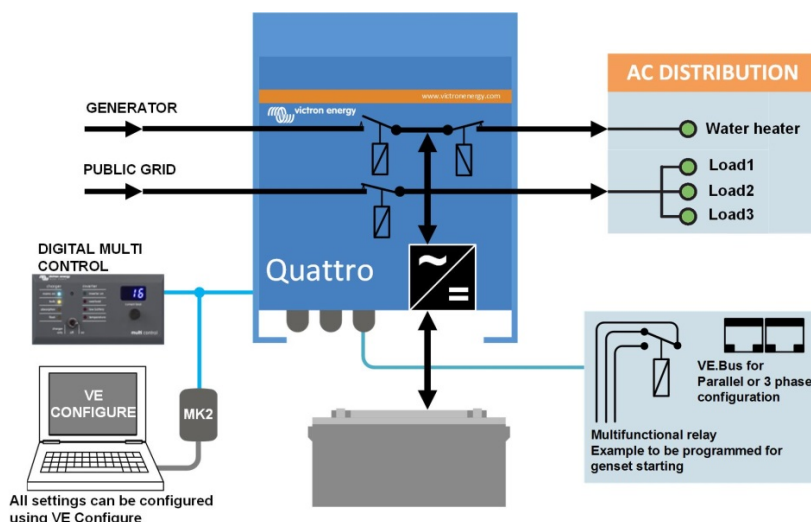 www.victronenergy.com
victron energy
GENERATOR
PUBLIC GRID
Quattro
AC DISTRIBUTION
Water heater
Load1
Load2
Load3
DIGITAL MULTI
CONTROL
victron energy
16
multi control
VE
CONFIGURE
MK2
All settings can be configured
using VE Configure
VE.Bus for
Parallel or 3 phase
configuration
Multifunctional relay
Example to be programmed for
genset starting